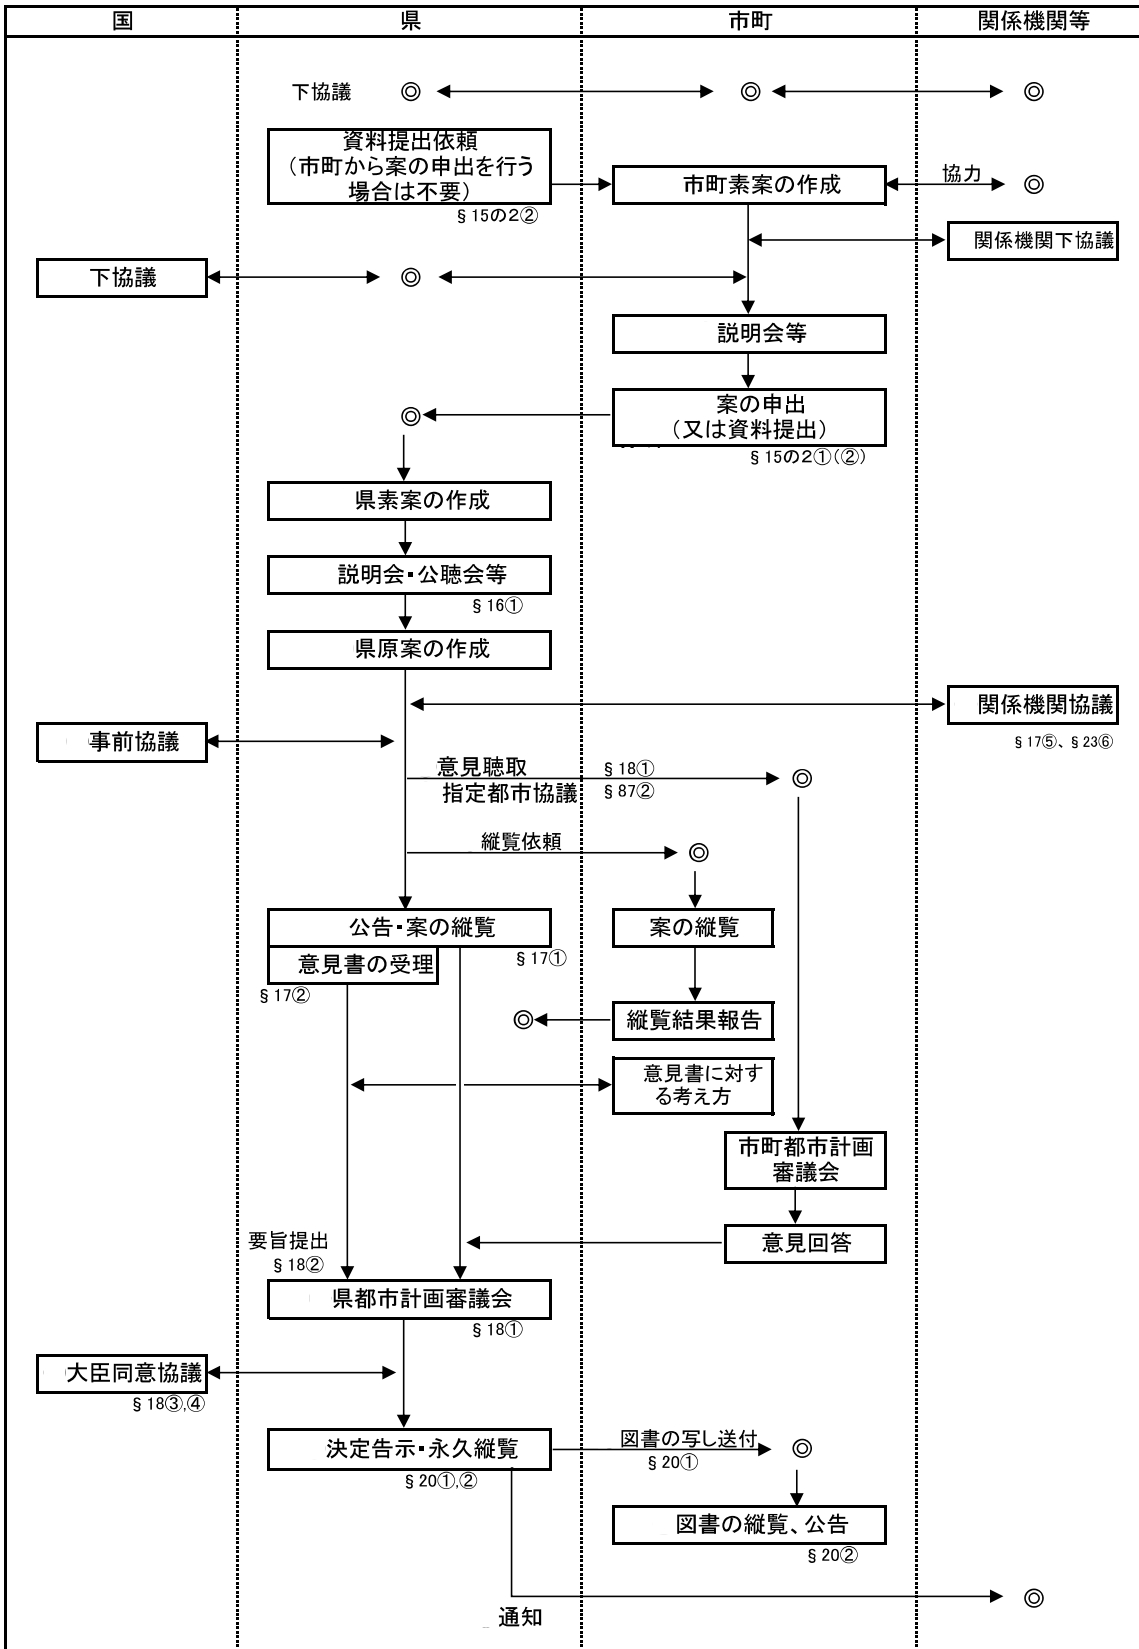 国 県 市町 関係機関等
下協議 ◎ ◎ ◎
資料提出依頼
（市町から案の申出を行う
場合は不要）
§15の2②
市町素案の作成
協力 ◎
関係機関下協議
下協議 ◎
説明会等
案の申出
（又は資料提出）
§15の2①(②)
◎
県素案の作成
説明会・公聴会等
§16①
県原案の作成
関係機関協議
§17⑤、§23⑥
事前協議
意見聴取 §18① ◎
指定都市協議 §87②
縦覧依頼 ◎
公告・案の縦覧
§17①
案の縦覧
意見書の受理
§17②
◎ 縦覧結果報告
意見書に対す
る考え方
市町都市計画
審議会
要旨提出
§18②
意見回答
県都市計画審議会
§18①
大臣同意協議
§18③,④
決定告示・永久縦覧
§20①,②
図書の写し送付 ◎
§20①
図書の縦覧、公告
§20②
通知 ◎